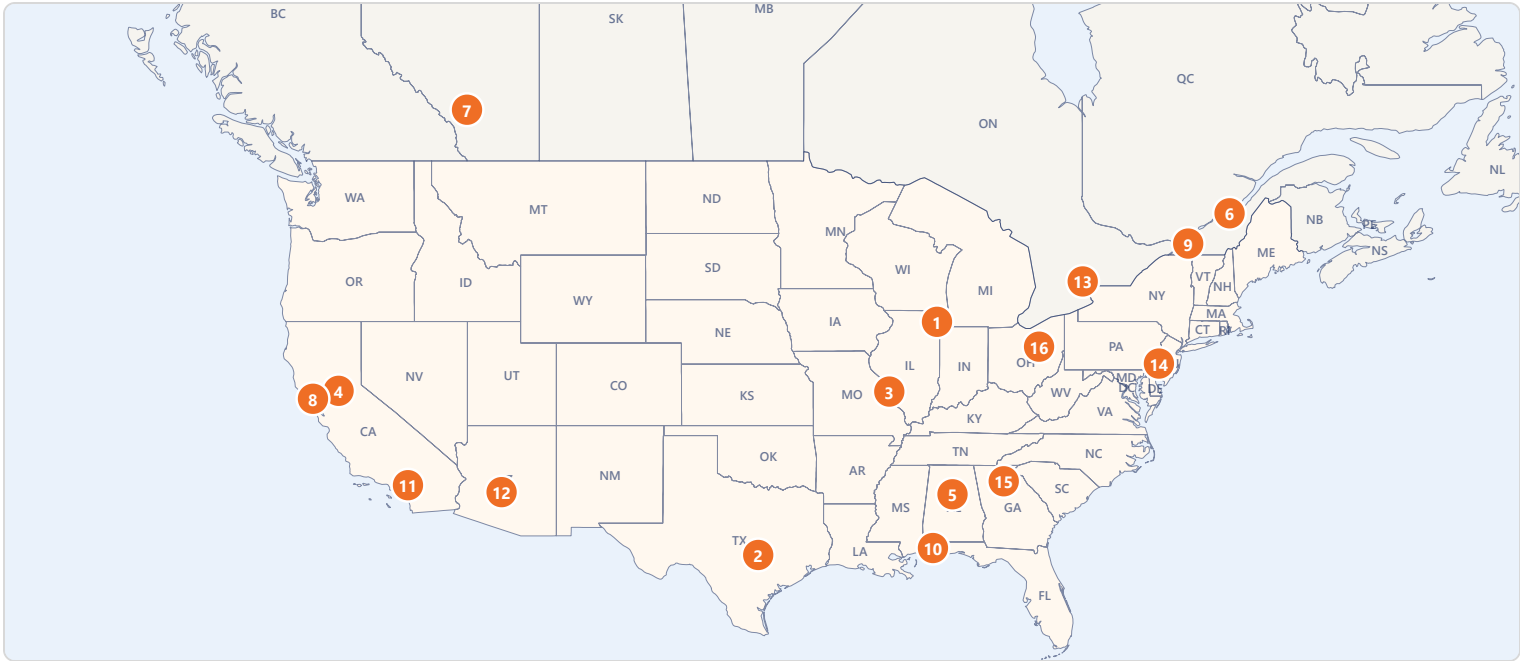 BC
SK
MB
QC
7
ON
NL
WA
MT
ND
MN
6
NB
PE
9
NS
ME
OR
ID
SD
WI
MI
13
VT
NH
NY
WY
MA
IA
1
CT
NE
PA
16
14
NV
UT
CO
IL
IN
MD
DC
DE
8
4
KS
MO
3
WV
VA
KY
CA
TN
NC
OK
AR
NM
11
12
5
15
SC
MS
GA
TX
2
LA
10
FL